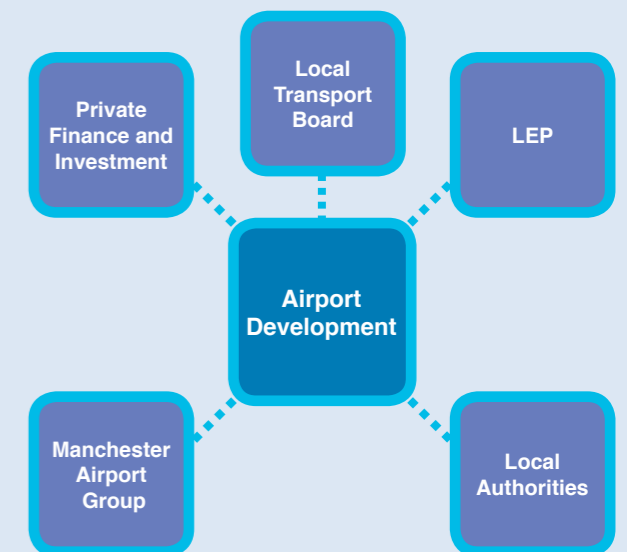 Local
Transport
Board
Private
Finance and
Investment
LEP
Airport
Development
Manchester
Airport
Group
Local
Authorities